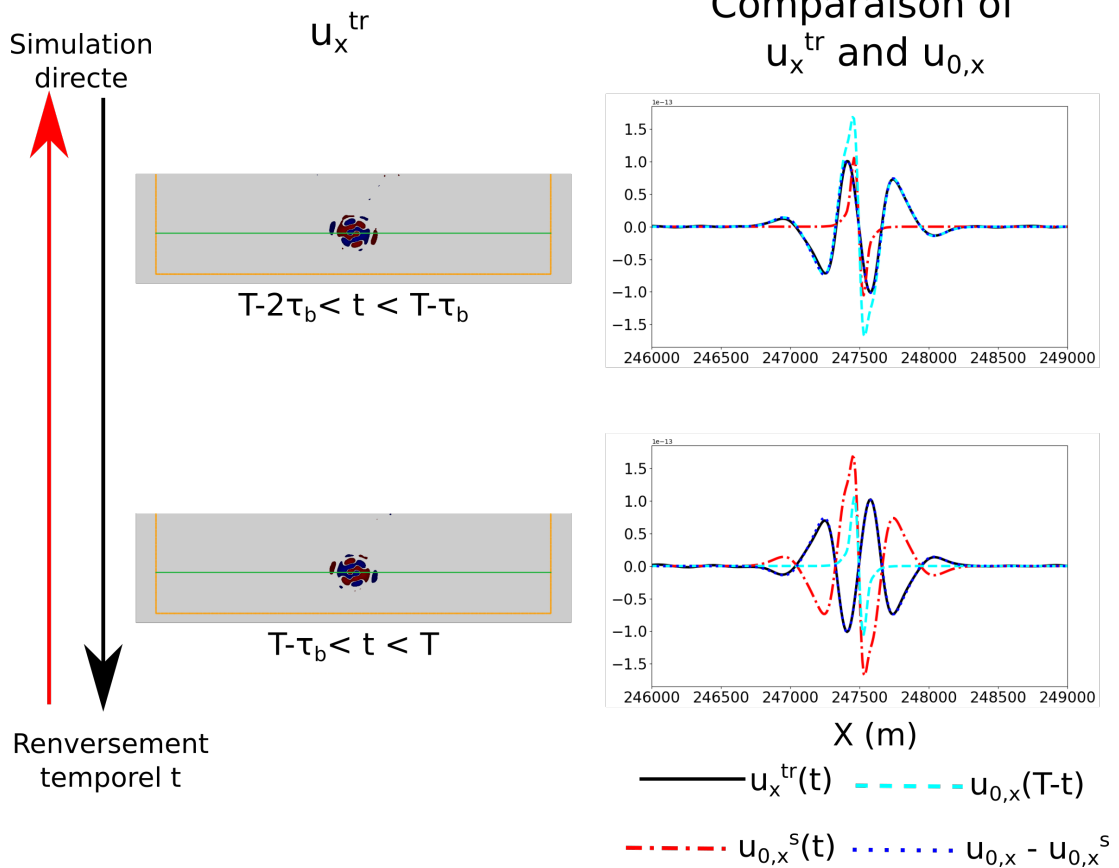 Simulation
directe
u_x^tr
Comparaison of
u_x^tr and u_0,x
1e−13
1.5
1.0
0.5
0.0
−0.5
−1.0
−1.5
246000 246500 247000 247500 248000 248500 249000
T-2τ_b< t < T-τ_b
1e−13
1.5
1.0
0.5
0.0
−0.5
−1.0
−1.5
246000 246500 247000 247500 248000 248500 249000
T-τ_b< t < T
Renversement
temporel t
X (m)
u_x^tr(t) u_0,x(T-t)
u_0,x^s(t) u_0,x - u_0,x^s